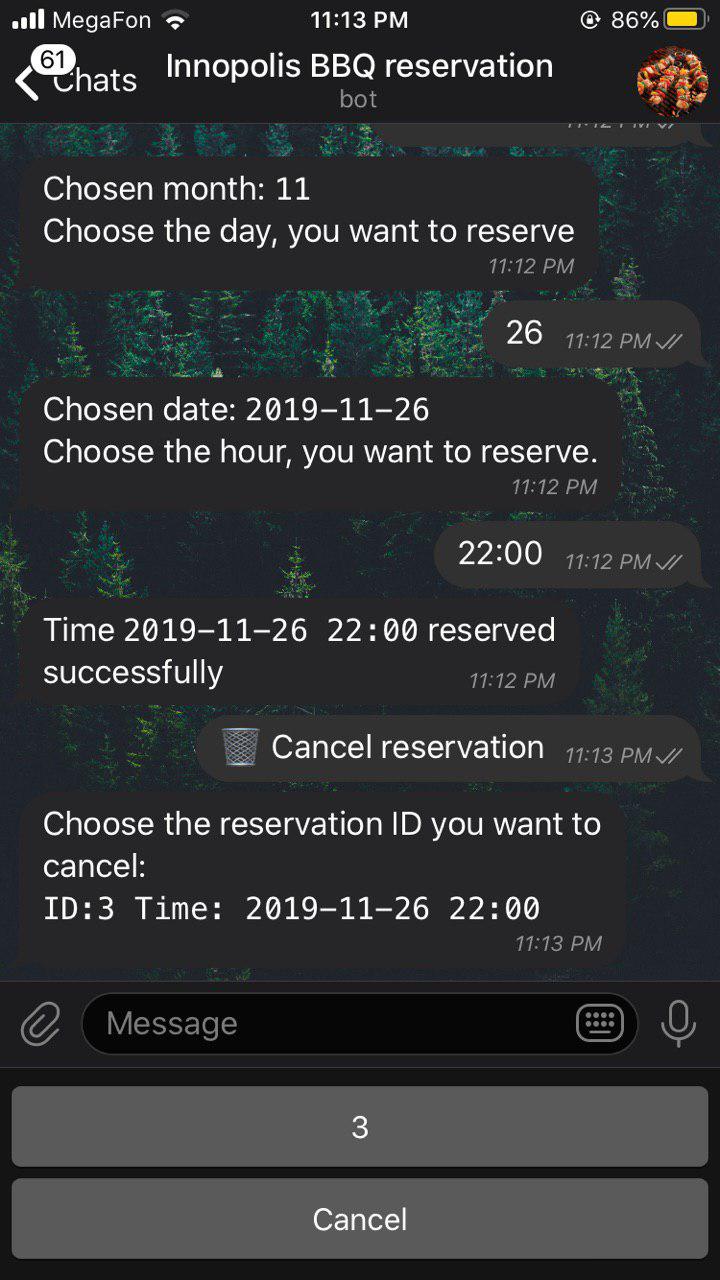 MegaFon 11:13 PM 86%
61
Chats
Innopolis BBQ reservation
bot
Chosen month: 11
Choose the day, you want to reserve
11:12 PM
26 11:12 PM
Chosen date: 2019-11-26
Choose the hour, you want to reserve.
11:12 PM
22:00 11:12 PM
Time 2019-11-26 22:00 reserved
successfully 11:12 PM
Cancel reservation 11:13 PM
Choose the reservation ID you want to
cancel:
ID:3 Time: 2019-11-26 22:00
11:13 PM
Message
3
Cancel